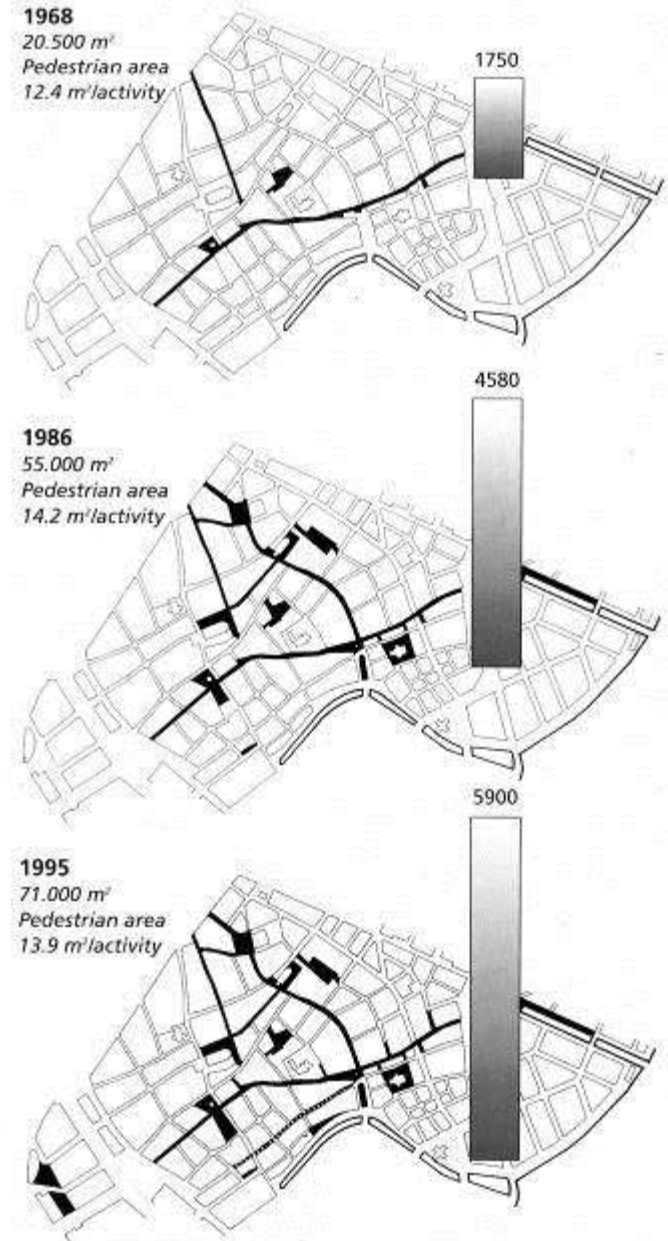 1968
20.500 m²
Pedestrian area
12.4 m²/activity
1750
1986
55.000 m²
Pedestrian area
14.2 m²/activity
4580
1995
71.000 m²
Pedestrian area
13.9 m²/activity
5900